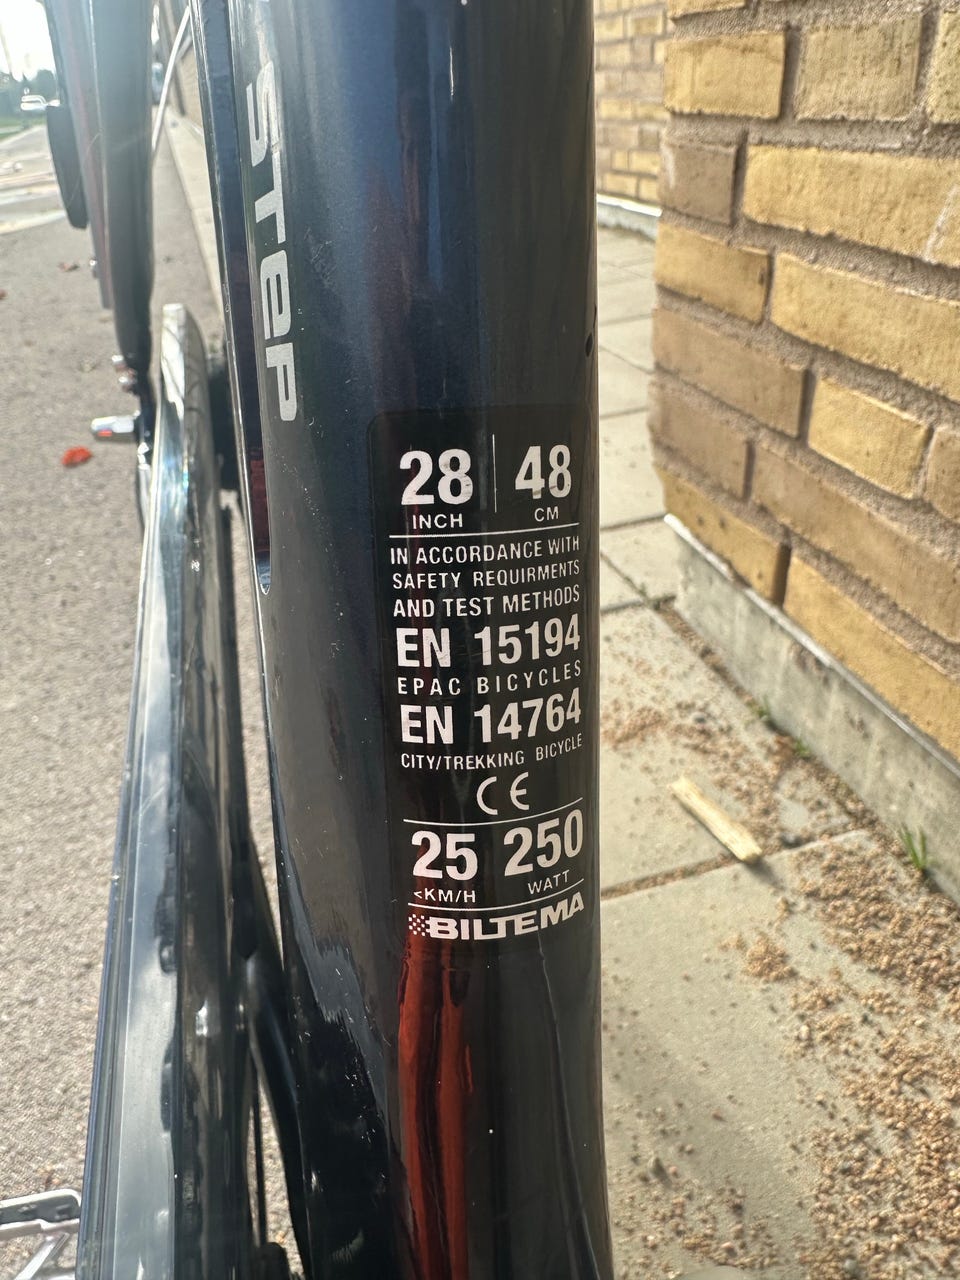 STEP
28 48
INCH CM
IN ACCORDANCE WITH
SAFETY REQUIRMENTS
AND TEST METHODS
EN 15194
EPAC BICYCLES
EN 14764
CITY/TREKKING BICYCLE
CE
25 250
<KM/H WATT
BILTEMA